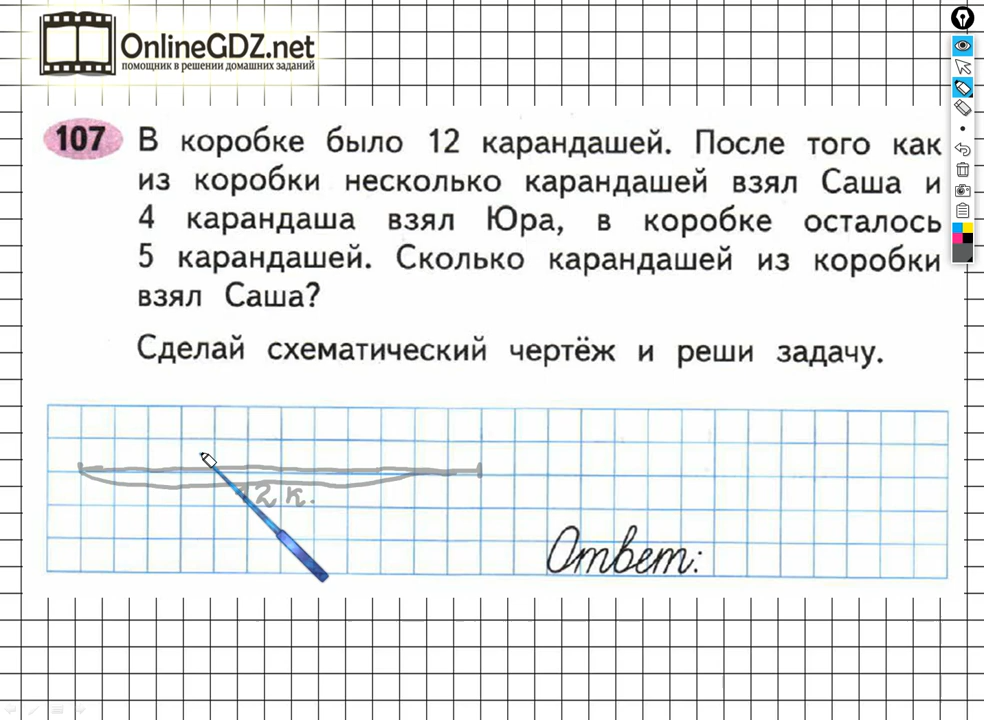 OnlineGDZ.net
помощник в решении домашних заданий
107 В коробке было 12 карандашей. После того как
из коробки несколько карандашей взял Саша и
4 карандаша взял Юра, в коробке осталось
5 карандашей. Сколько карандашей из коробки
взял Саша?
Сделай схематический чертёж и реши задачу.
12 к.
Ответ: